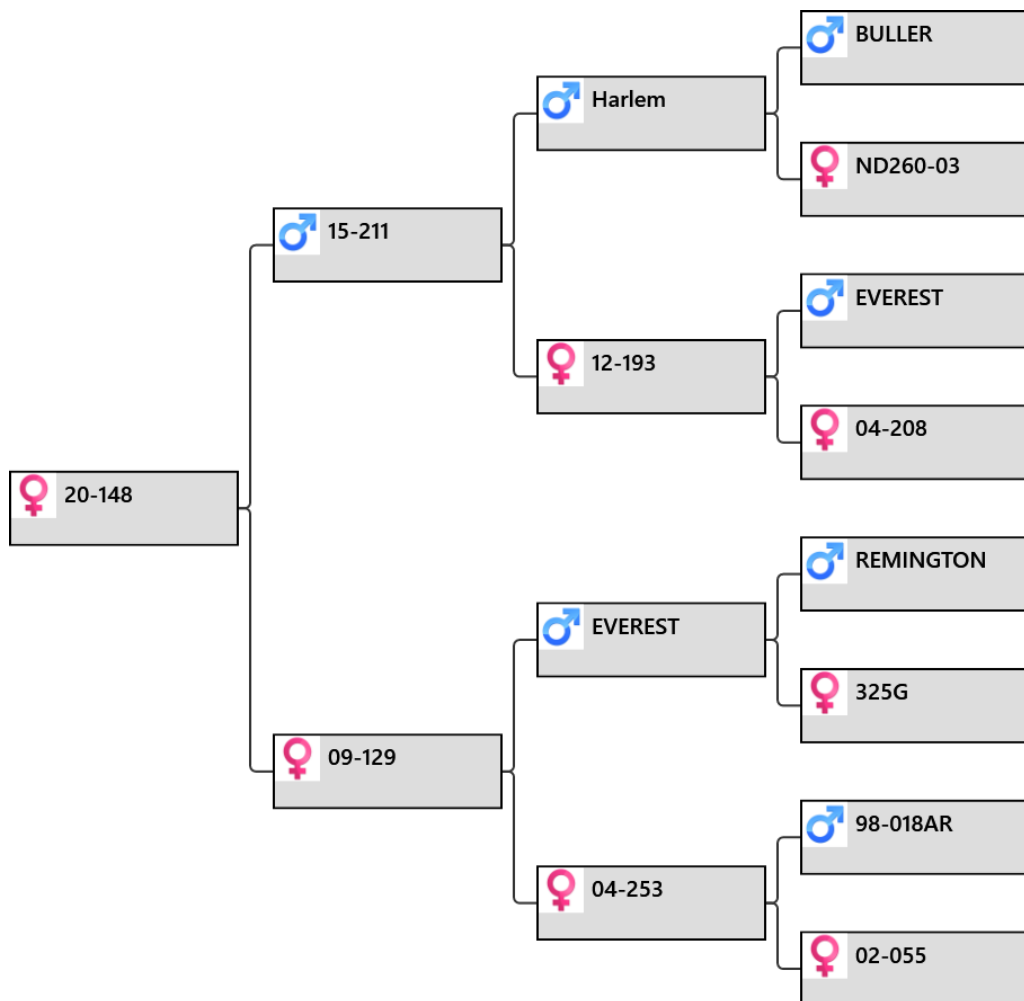 BULLER
Harlem
ND260-03
15-211
EVEREST
12-193
04-208
20-148
REMINGTON
EVEREST
325G
09-129
98-018AR
04-253
02-055